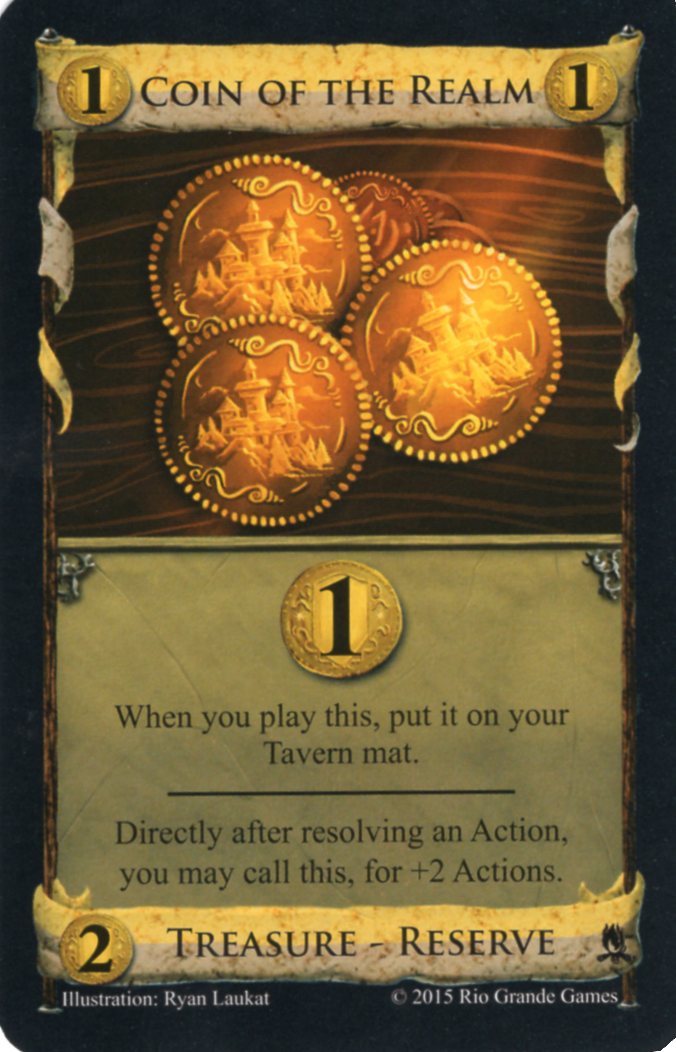 1 COIN OF THE REALM 1
1
When you play this, put it on your
Tavern mat.
Directly after resolving an Action,
you may call this, for +2 Actions.
2 TREASURE - RESERVE
Illustration: Ryan Laukat © 2015 Rio Grande Games